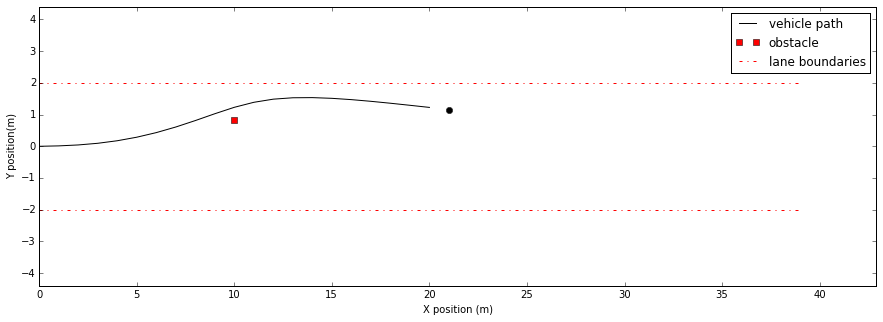 vehicle path
obstacle
lane boundaries
4
3
2
1
0
−1
−2
−3
−4
Y position(m)
0 5 10 15 20 25 30 35 40
X position (m)